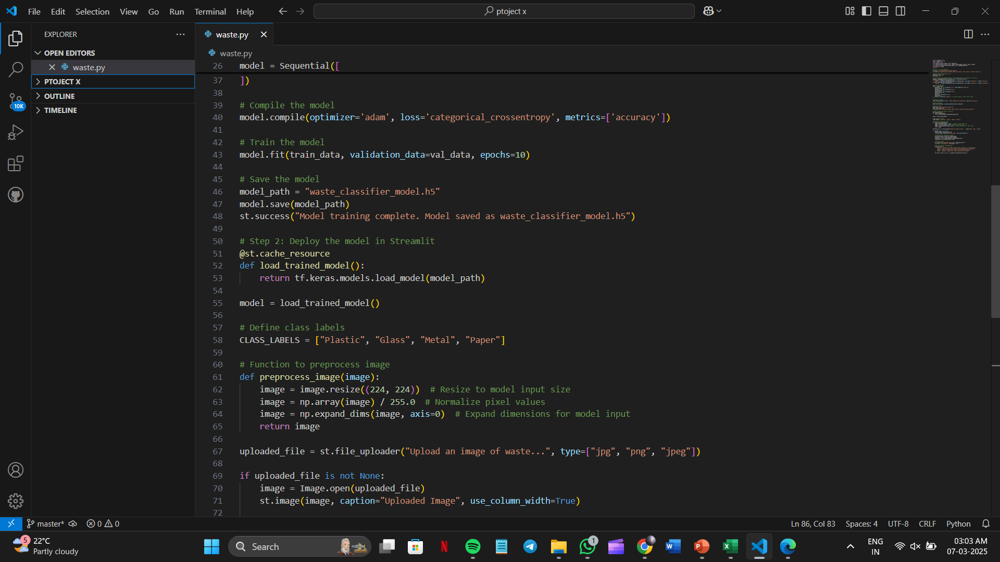 File Edit Selection View Go Run Terminal Help
ptoject x
EXPLORER
OPEN EDITORS
waste.py
PTOJECT X
OUTLINE
TIMELINE
10K
waste.py
waste.py
26 model = Sequential([
37 ])
38
39 # Compile the model
40 model.compile(optimizer='adam', loss='categorical_crossentropy', metrics=['accuracy'])
41
42 # Train the model
43 model.fit(train_data, validation_data=val_data, epochs=10)
44
45 # Save the model
46 model_path = "waste_classifier_model.h5"
47 model.save(model_path)
48 st.success("Model training complete. Model saved as waste_classifier_model.h5")
49
50 # Step 2: Deploy the model in Streamlit
51 @st.cache_resource
52 def load_trained_model():
53     return tf.keras.models.load_model(model_path)
54
55 model = load_trained_model()
56
57 # Define class labels
58 CLASS_LABELS = ["Plastic", "Glass", "Metal", "Paper"]
59
60 # Function to preprocess image
61 def preprocess_image(image):
62     image = image.resize((224, 224))  # Resize to model input size
63     image = np.array(image) / 255.0  # Normalize pixel values
64     image = np.expand_dims(image, axis=0)  # Expand dimensions for model input
65     return image
66
67 uploaded_file = st.file_uploader("Upload an image of waste...", type=["jpg", "png", "jpeg"])
68
69 if uploaded_file is not None:
70     image = Image.open(uploaded_file)
71     st.image(image, caption="Uploaded Image", use_column_width=True)
72
master* 0 0
Ln 86, Col 83 Spaces: 4 UTF-8 CRLF Python
5
22°C
Partly cloudy
Search
N
1
W
P
X
ENG
IN
03:03 AM
07-03-2025